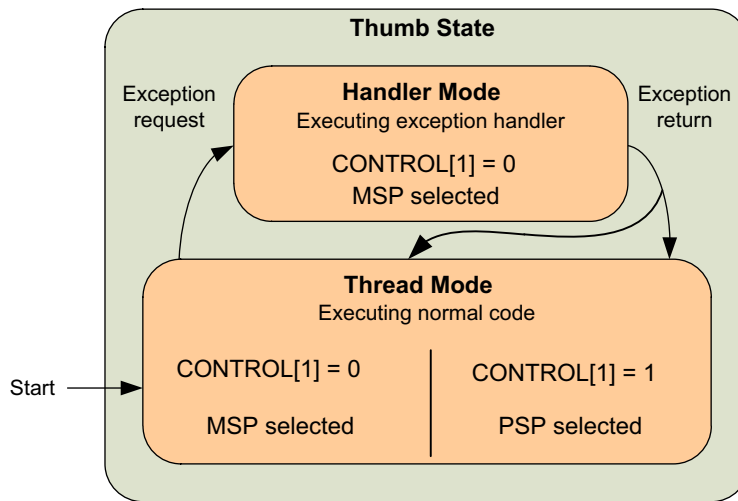 Thumb State
Exception
request
Handler Mode
Executing exception handler
CONTROL[1] = 0
MSP selected
Exception
return
Thread Mode
Executing normal code
Start
CONTROL[1] = 0
MSP selected
CONTROL[1] = 1
PSP selected